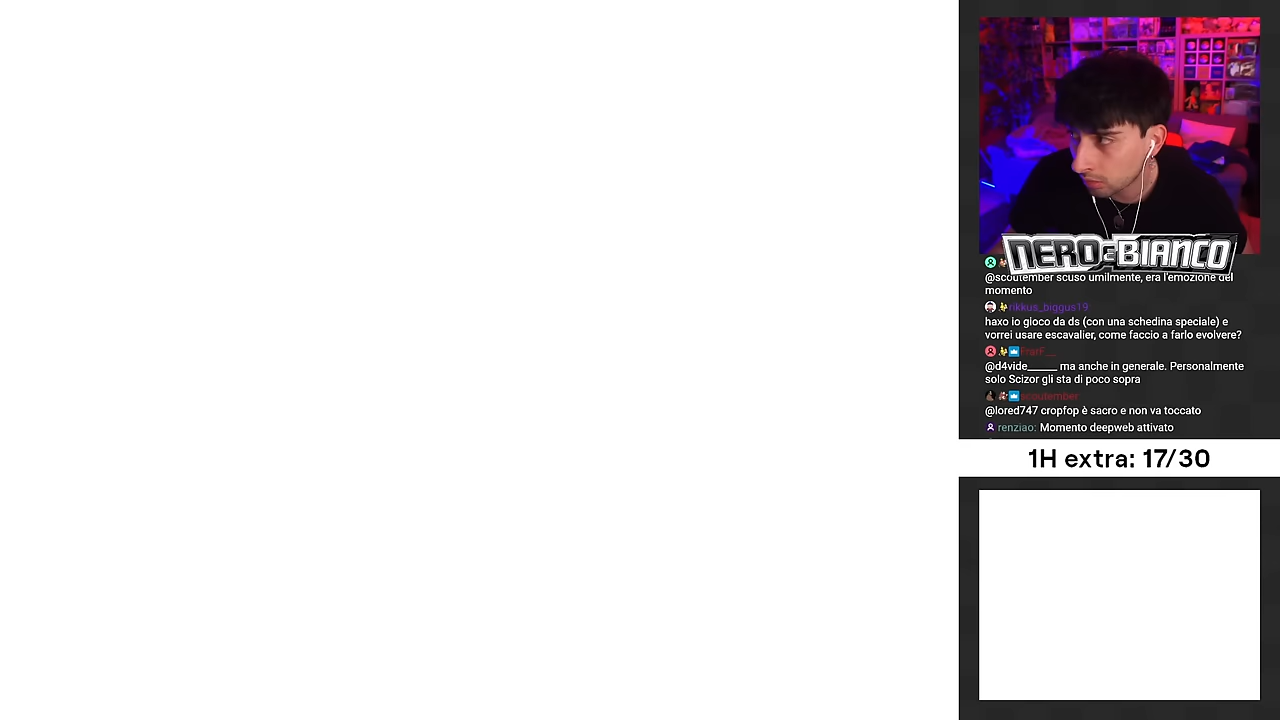 NERO E BIANCO
@scoutember scuso umilmente, era l'emozione del
momento
rikkus_biggus19
haxo io gioco da ds (con una schedina speciale) e
vorrei usare escavalier, come faccio a farlo evolvere?
@d4vide______ ma anche in generale. Personalmente
solo Scizor gli sta di poco sopra
scoutember
@lored747 cropfop è sacro e non va toccato
renziao: Momento deepweb attivato
1H extra: 17/30